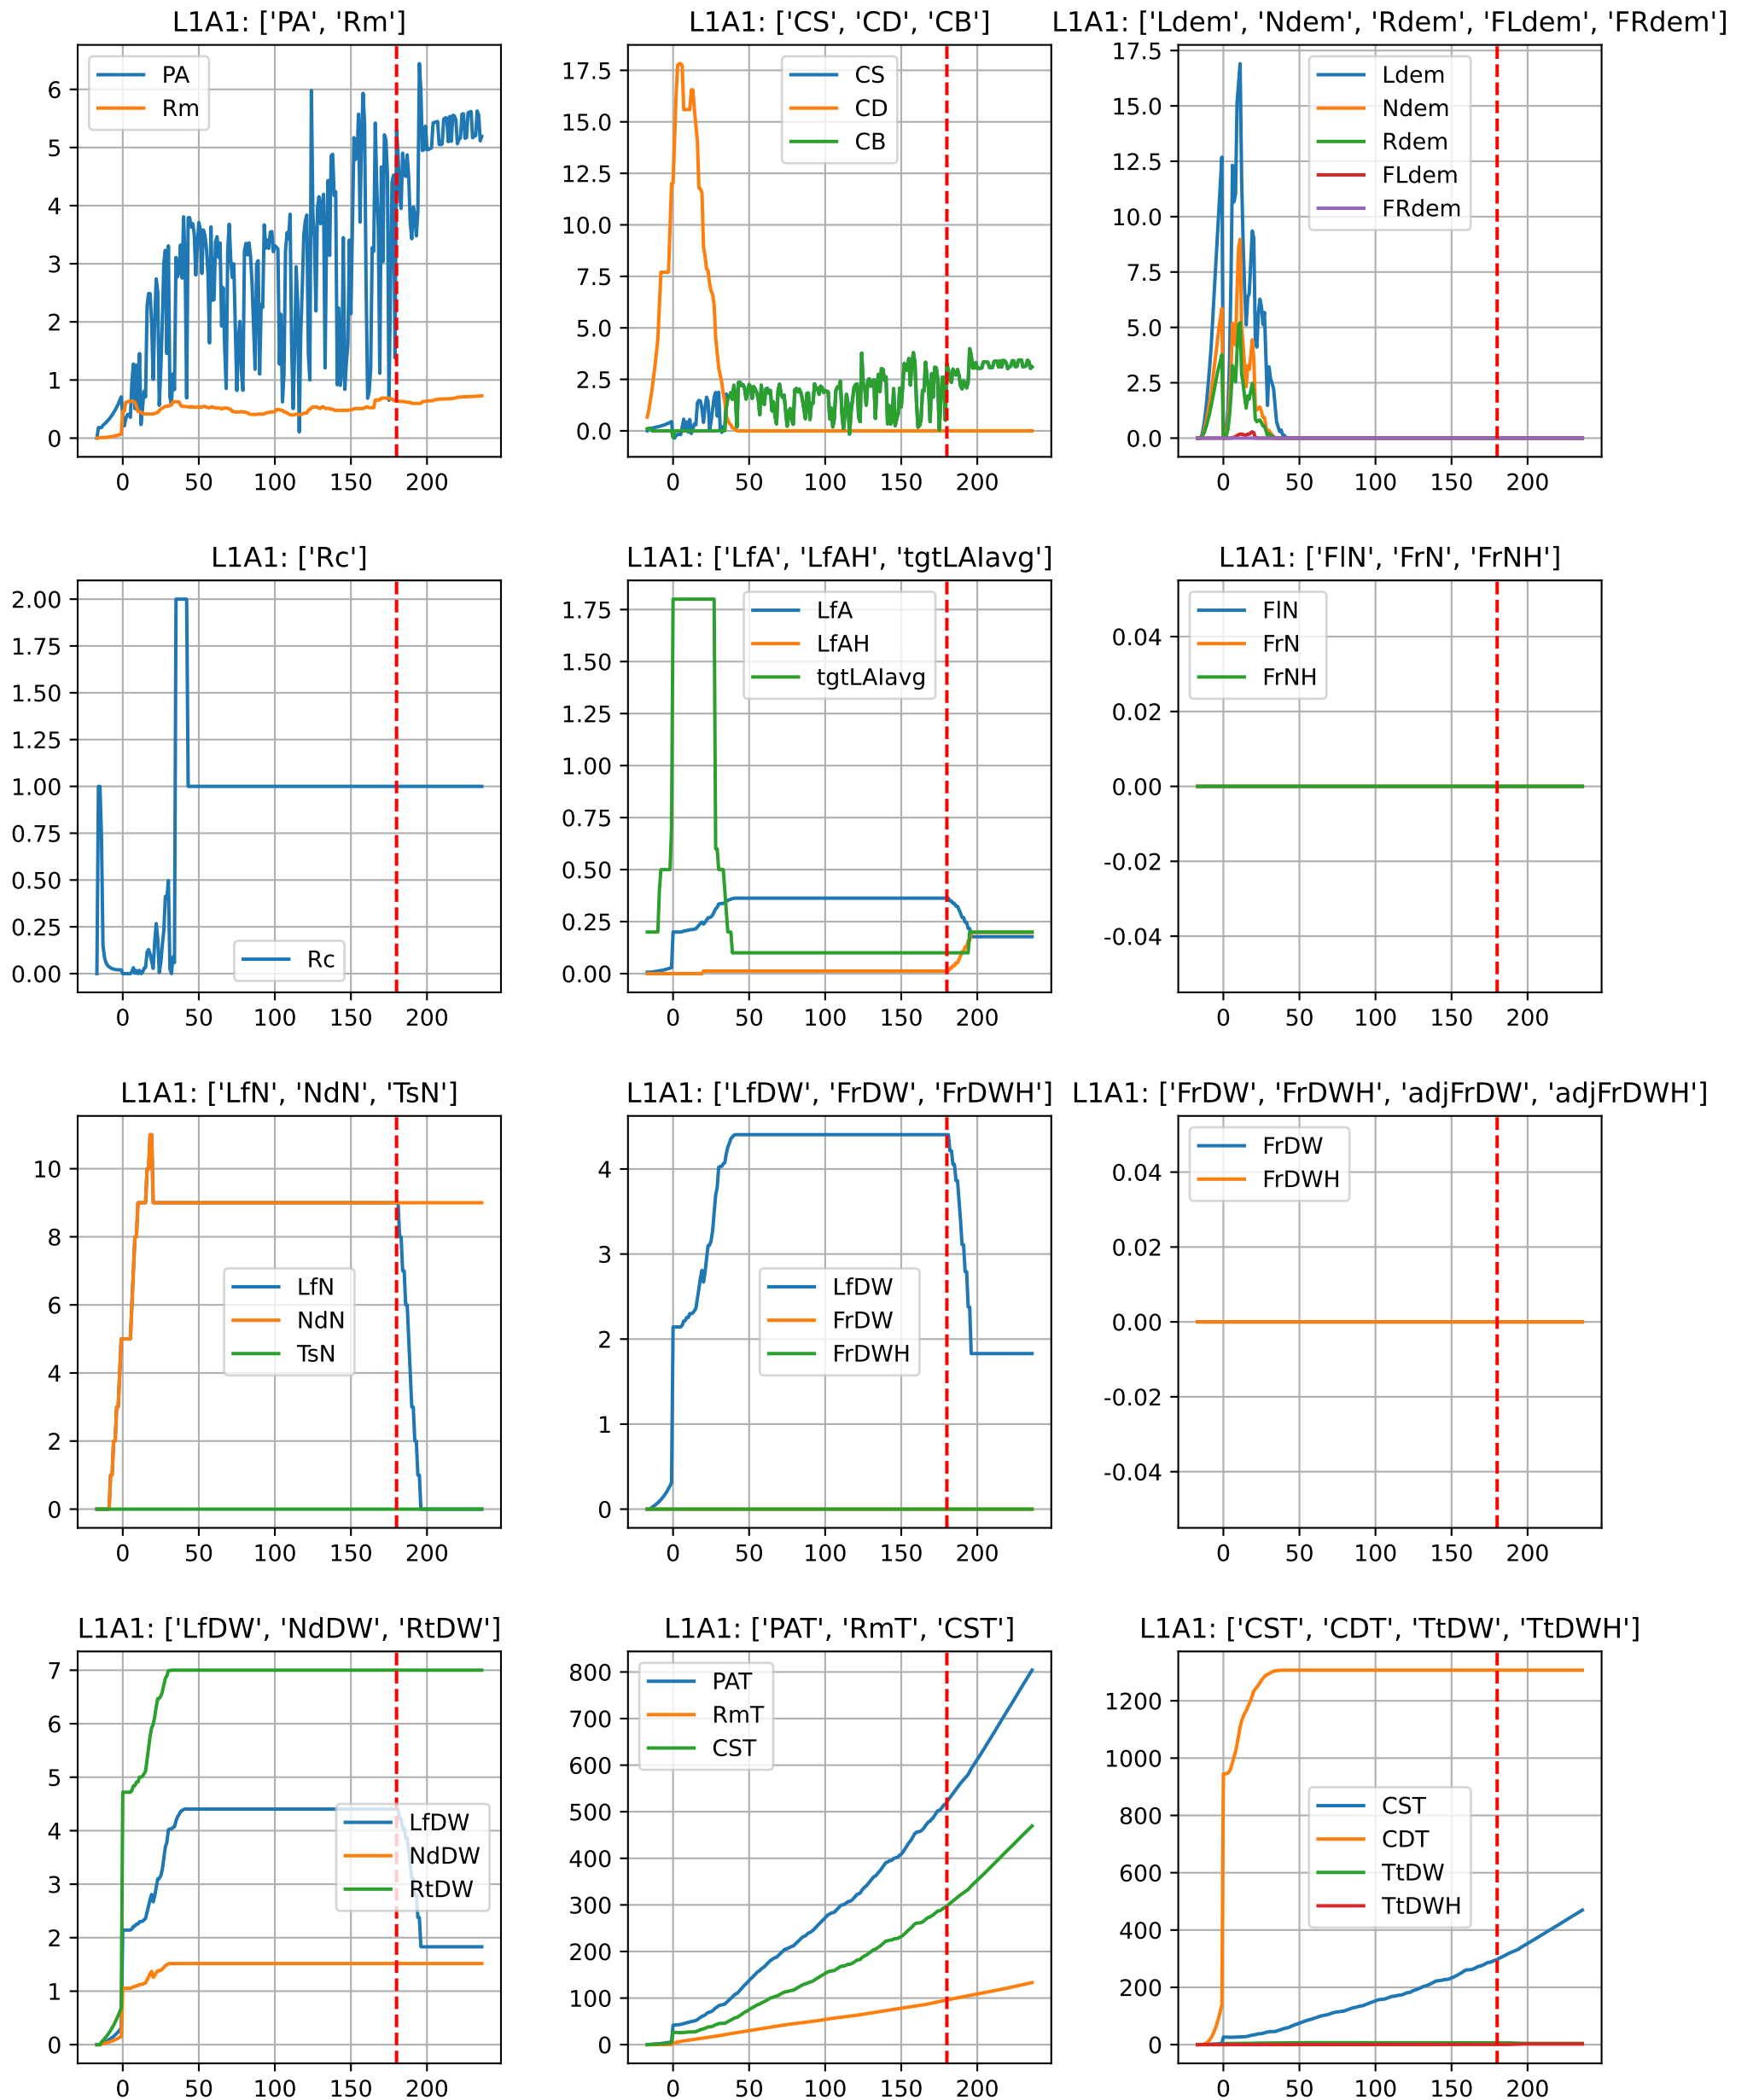 L1A1: ['PA', 'Rm']
PA
Rm
6
5
4
3
2
1
0
0 50 100 150 200
L1A1: ['CS', 'CD', 'CB']
CS
CD
CB
17.5
15.0
12.5
10.0
7.5
5.0
2.5
0.0
0 50 100 150 200
L1A1: ['Ldem', 'Ndem', 'Rdem', 'FLdem', 'FRdem']
Ldem
Ndem
Rdem
FLdem
FRdem
17.5
15.0
12.5
10.0
7.5
5.0
2.5
0.0
0 50 100 150 200
L1A1: ['Rc']
2.00
1.75
1.50
1.25
1.00
0.75
0.50
0.25
0.00
Rc
0 50 100 150 200
L1A1: ['LfA', 'LfAH', 'tgtLAIavg']
LfA
LfAH
tgtLAIavg
1.75
1.50
1.25
1.00
0.75
0.50
0.25
0.00
0 50 100 150 200
L1A1: ['FlN', 'FrN', 'FrNH']
FlN
FrN
FrNH
0.04
0.02
0.00
-0.02
-0.04
0 50 100 150 200
L1A1: ['LfN', 'NdN', 'TsN']
10
8
6
4
2
0
LfN
NdN
TsN
0 50 100 150 200
L1A1: ['LfDW', 'FrDW', 'FrDWH']
4
3
2
1
0
LfDW
FrDW
FrDWH
0 50 100 150 200
L1A1: ['FrDW', 'FrDWH', 'adjFrDW', 'adjFrDWH']
FrDW
FrDWH
0.04
0.02
0.00
-0.02
-0.04
0 50 100 150 200
L1A1: ['LfDW', 'NdDW', 'RtDW']
7
6
5
4
3
2
1
0
LfDW
NdDW
RtDW
0 50 100 150 200
L1A1: ['PAT', 'RmT', 'CST']
PAT
RmT
CST
800
700
600
500
400
300
200
100
0
0 50 100 150 200
L1A1: ['CST', 'CDT', 'TtDW', 'TtDWH']
1200
1000
800
600
400
200
0
CST
CDT
TtDW
TtDWH
0 50 100 150 200